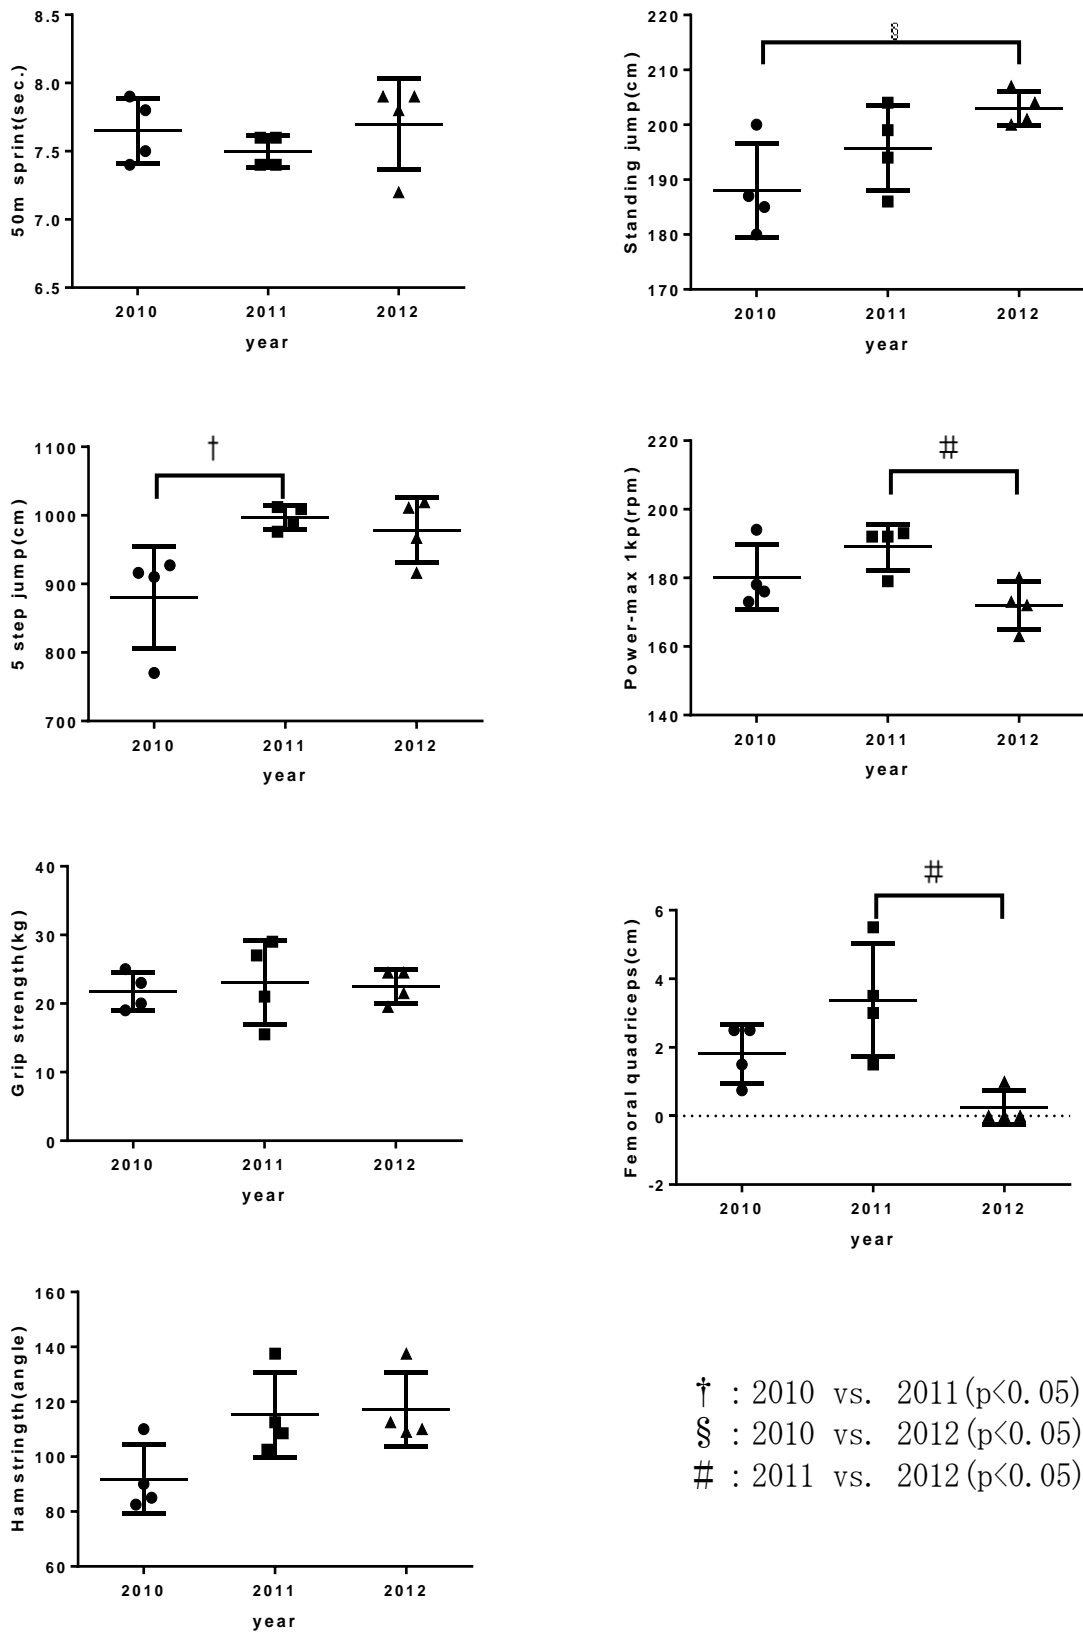 50m sprint(sec.)
8.5
8.0
7.5
7.0
6.5
2010 2011 2012
year
Standing jump(cm)
220
210
200
190
180
170
§
2010 2011 2012
year
5 step jump(cm)
1100
1000
900
800
700
†
2010 2011 2012
year
Power-max 1kp(rpm)
220
200
180
160
140
#
2010 2011 2012
year
Grip strength(kg)
40
30
20
10
0
2010 2011 2012
year
Femoral quadriceps(cm)
6
4
2
0
-2
#
2010 2011 2012
year
Hamstringth(angle)
160
140
120
100
80
60
2010 2011 2012
year
† : 2010 vs. 2011(p<0.05)
§ : 2010 vs. 2012(p<0.05)
# : 2011 vs. 2012(p<0.05)